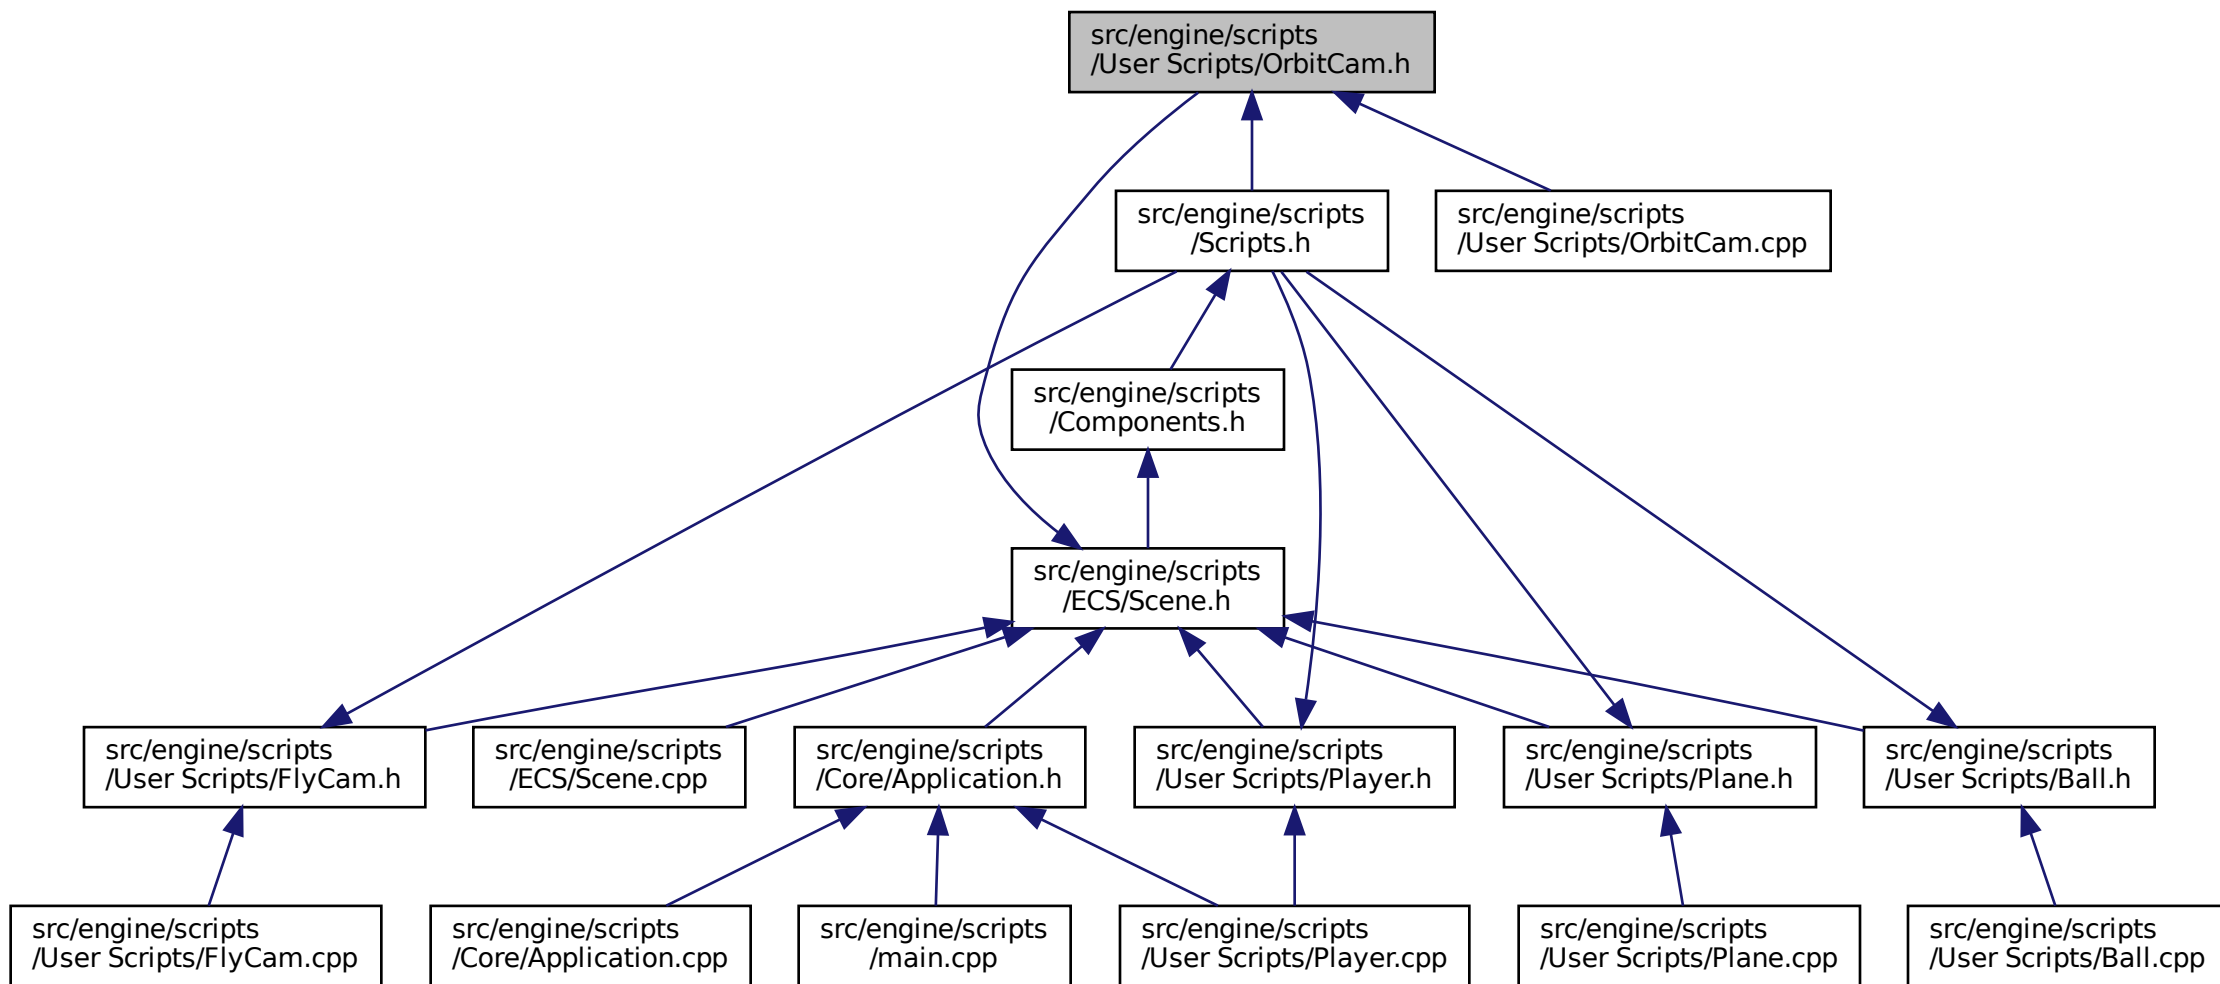 src/engine/scripts
/User Scripts/OrbitCam.h
src/engine/scripts
/Scripts.h
src/engine/scripts
/User Scripts/OrbitCam.cpp
src/engine/scripts
/Components.h
src/engine/scripts
/ECS/Scene.h
src/engine/scripts
/User Scripts/FlyCam.h
src/engine/scripts
/ECS/Scene.cpp
src/engine/scripts
/Core/Application.h
src/engine/scripts
/User Scripts/Player.h
src/engine/scripts
/User Scripts/Plane.h
src/engine/scripts
/User Scripts/Ball.h
src/engine/scripts
/User Scripts/FlyCam.cpp
src/engine/scripts
/Core/Application.cpp
src/engine/scripts
/main.cpp
src/engine/scripts
/User Scripts/Player.cpp
src/engine/scripts
/User Scripts/Plane.cpp
src/engine/scripts
/User Scripts/Ball.cpp